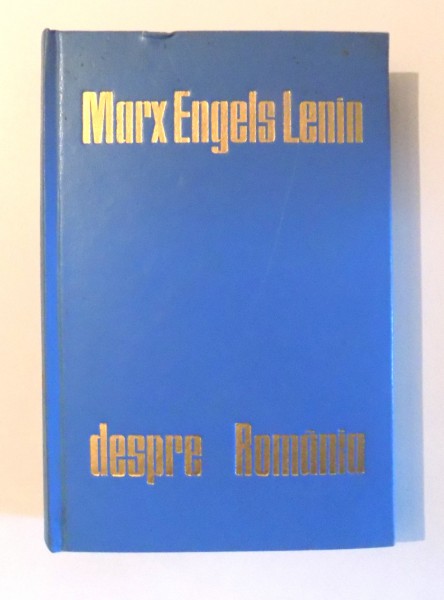 Marx Engels Lenin
despre România